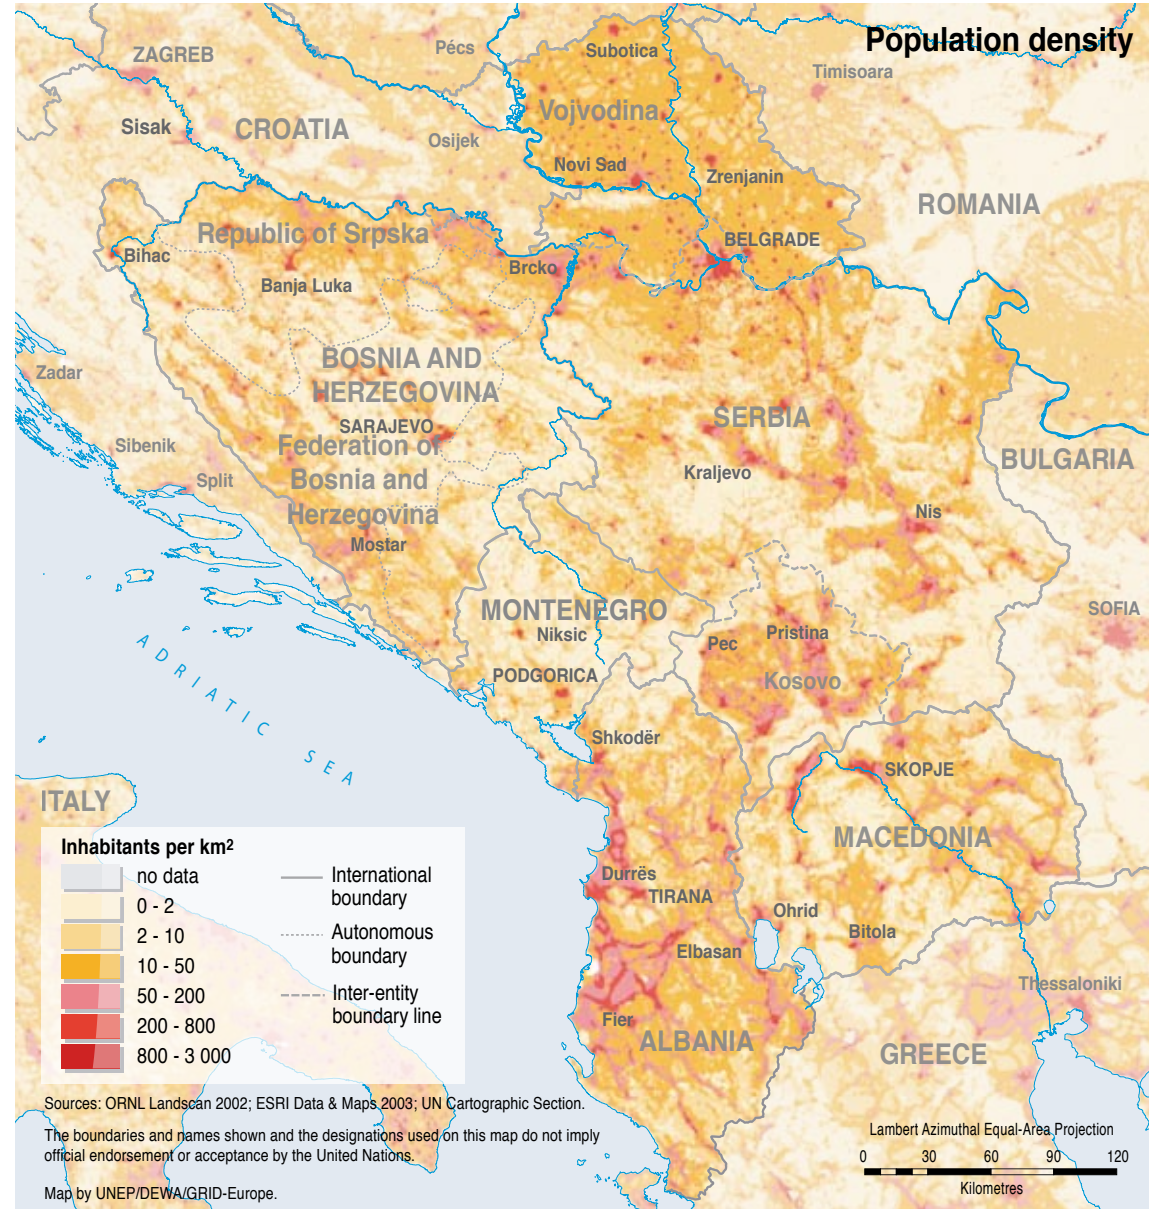 Population density
ZAGREB
Pécs
Subotica
Timisoara
Sisak
CROATIA
Osijek
Vojvodina
Novi Sad
Zrenjanin
ROMANIA
Republic of Srpska
BELGRADE
Bihac
Brcko
Banja Luka
BOSNIA AND
HERZEGOVINA
Zadar
SARAJEVO
SERBIA
Sibenik
Federation of
Bosnia and
Herzegovina
Split
Kraljevo
BULGARIA
Nis
Mostar
MONTENEGRO
Niksic
SOFIA
Pec
Pristina
Kosovo
PODGORICA
ADRIATIC SEA
Shkodër
SKOPJE
ITALY
MACEDONIA
Durrës
TIRANA
Ohrid
Bitola
Elbasan
Thessaloniki
Fier
ALBANIA
GREECE
Inhabitants per km2
no data
0 - 2
2 - 10
10 - 50
50 - 200
200 - 800
800 - 3 000
International
boundary
Autonomous
boundary
Inter-entity
boundary line
Sources: ORNL Landscan 2002; ESRI Data & Maps 2003; UN Cartographic Section.
The boundaries and names shown and the designations used on this map do not imply
official endorsement or acceptance by the United Nations.
Map by UNEP/DEWA/GRID-Europe.
Lambert Azimuthal Equal-Area Projection
0 30 60 90 120
Kilometres